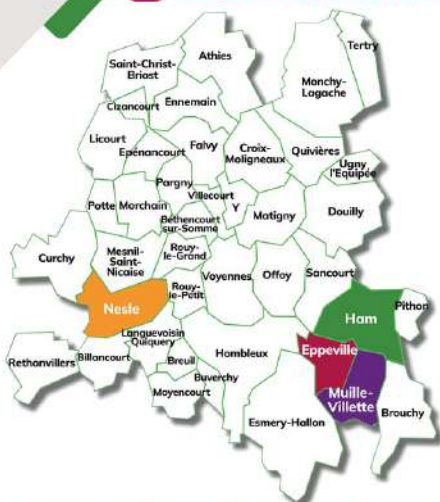 Athies
Tertry
Saint-Christ-
Briost
Monchy-
Lagache
Cizancourt
Ennemain
Licourt
Epénancourt
Falvy
Croix-
Moligneaux
Quivières
Ugny
l'Equipée
Pargny
Villecourt
Y
Potte
Morchain
Béthencourt
sur-Somme
Matigny
Douilly
Curchy
Mesnil-
Saint-
Nicaise
Rouy-
le-Grand
Voyennes
Offoy
Sancourt
Rouy-
le-Petit
Nesle
Ham
Pithon
Languevoisin
Quiquery
Eppeville
Rethonvillers
Billancourt
Breuil
Hombleux
Buverchy
Moyencourt
Muille-
Villette
Esmery-Hallon
Brouchy